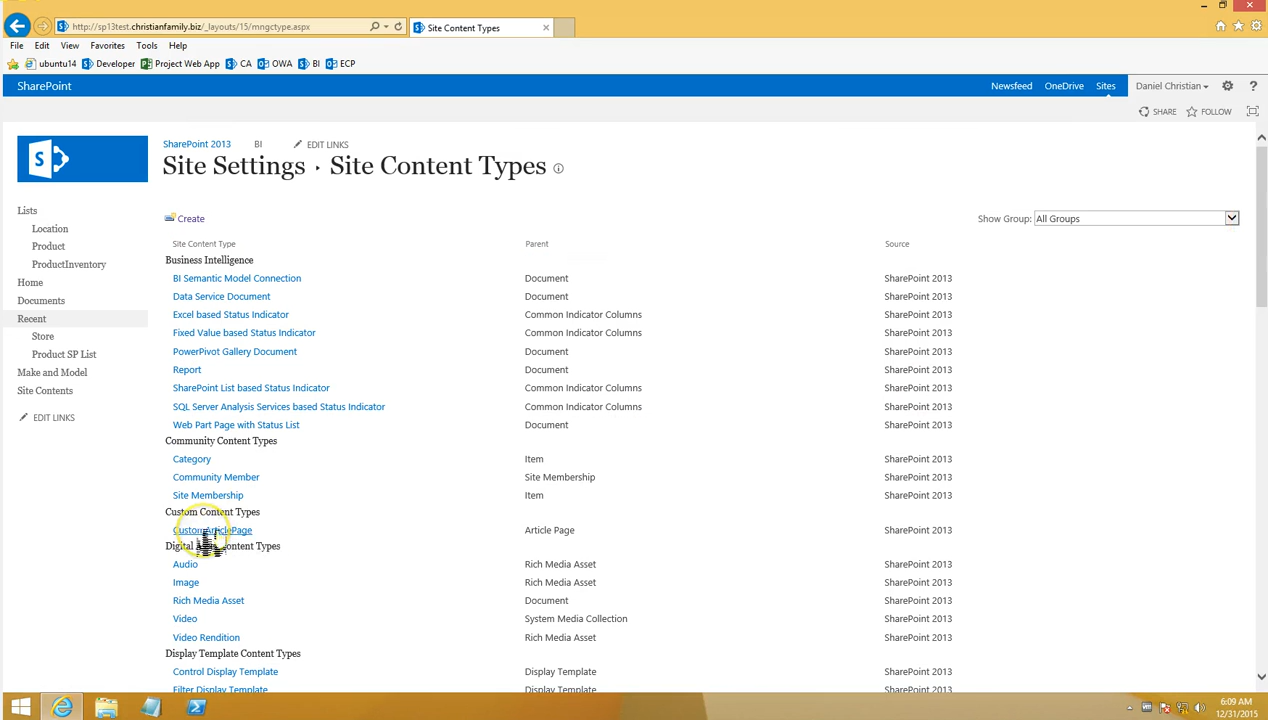 http://sp13test.christianfamily.biz/_layouts/15/mngctype.aspx
Site Content Types
File Edit View Favorites Tools Help
ubuntu14 Developer Project Web App CA OWA BI ECP
SharePoint
Newsfeed OneDrive Sites Daniel Christian ?
SHARE FOLLOW
S
SharePoint 2013 BI EDIT LINKS
Site Settings Site Content Types
Lists
Location
Product
ProductInventory
Home
Documents
Recent
Store
Product SP List
Make and Model
Site Contents
EDIT LINKS
Create
Show Group: All Groups
Site Content Type Parent Source
Business Intelligence
BI Semantic Model Connection Document SharePoint 2013
Data Service Document Document SharePoint 2013
Excel based Status Indicator Common Indicator Columns SharePoint 2013
Fixed Value based Status Indicator Common Indicator Columns SharePoint 2013
PowerPivot Gallery Document Document SharePoint 2013
Report Document SharePoint 2013
SharePoint List based Status Indicator Common Indicator Columns SharePoint 2013
SQL Server Analysis Services based Status Indicator Common Indicator Columns SharePoint 2013
Web Part Page with Status List Document SharePoint 2013
Community Content Types
Category Item SharePoint 2013
Community Member Site Membership SharePoint 2013
Site Membership Item SharePoint 2013
Custom Content Types
CustomArticlePage Article Page SharePoint 2013
Digital Asset Content Types
Audio Rich Media Asset SharePoint 2013
Image Rich Media Asset SharePoint 2013
Rich Media Asset Document SharePoint 2013
Video System Media Collection SharePoint 2013
Video Rendition Rich Media Asset SharePoint 2013
Display Template Content Types
Control Display Template Display Template SharePoint 2013
Filter Display Template Display Template SharePoint 2013
6:09 AM
12/31/2015